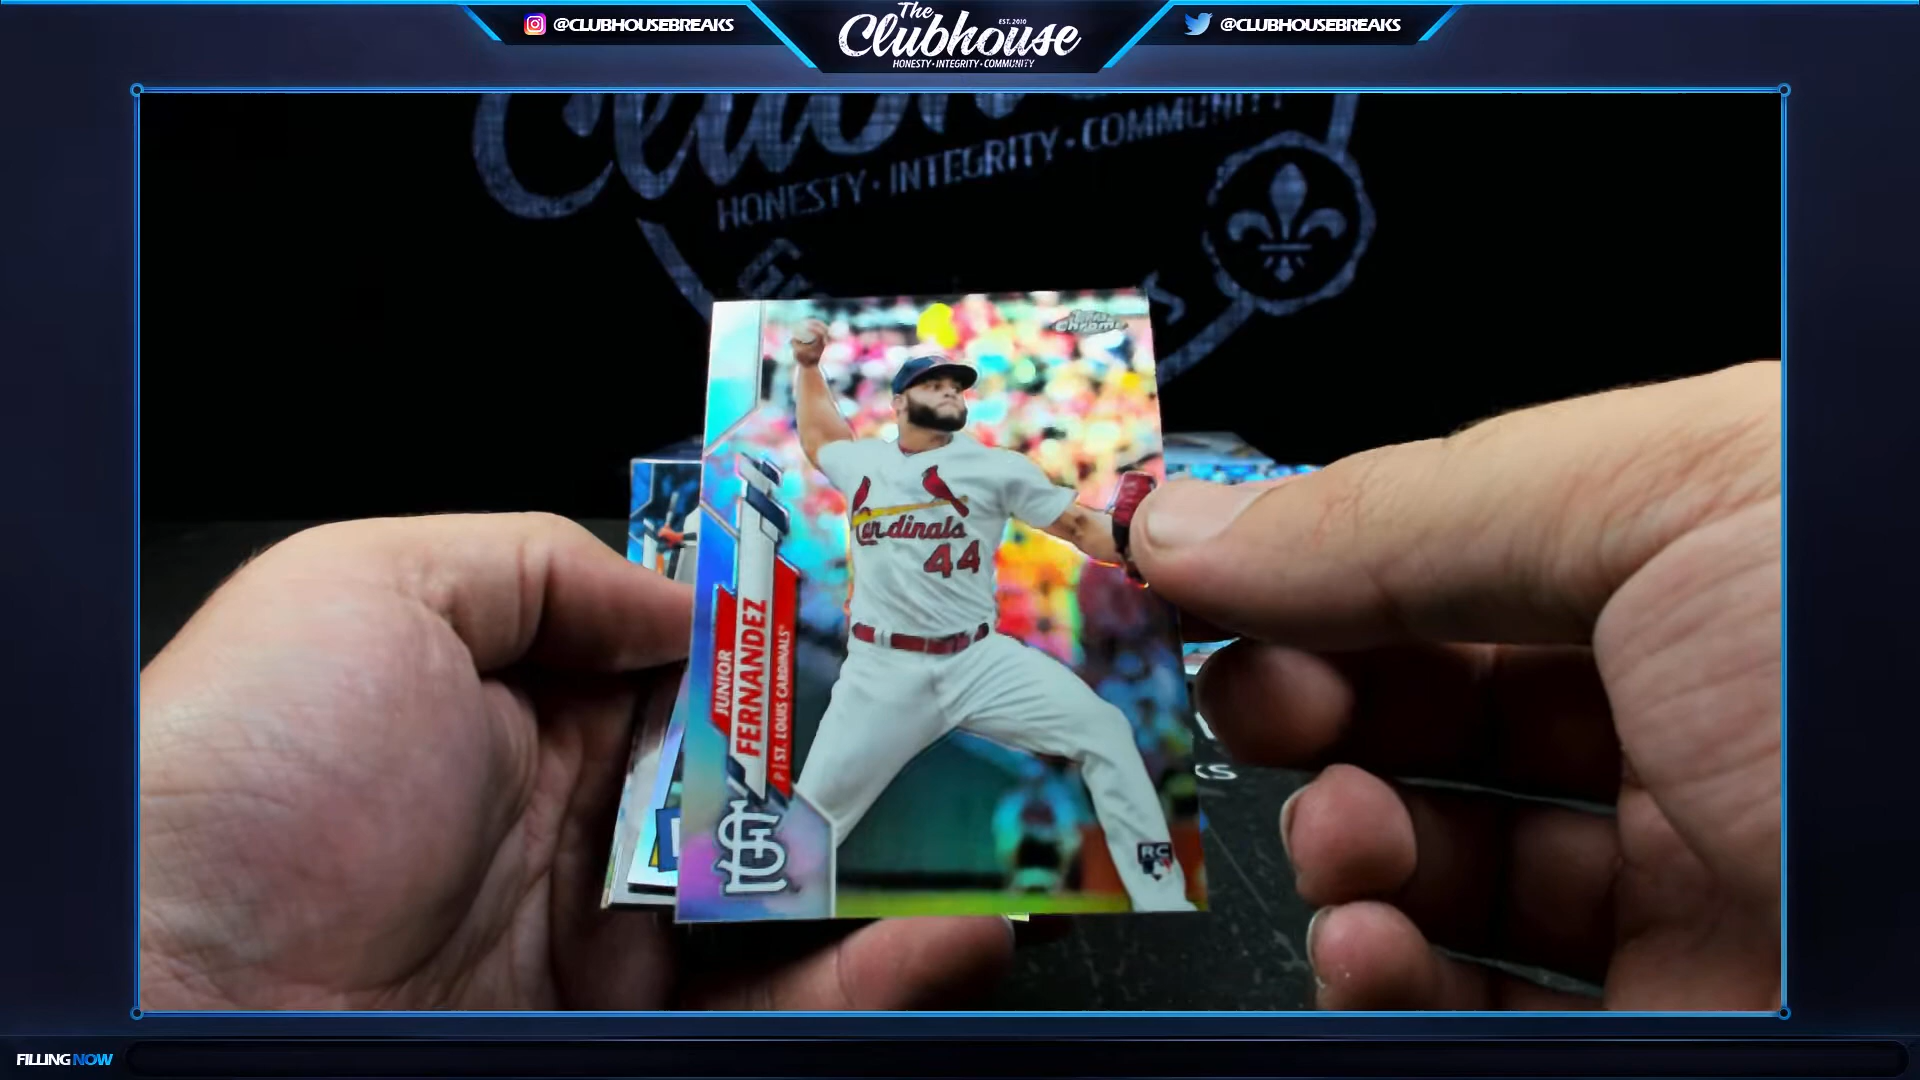 @CLUBHOUSEBREAKS
The
Clubhouse
EST. 2010
HONESTY·INTEGRITY·COMMUNITY
@CLUBHOUSEBREAKS
HONESTY·INTEGRITY·COMMUNITY
Topps
Chrome
Cardinals
44
JUNIOR
FERNANDEZ
P | ST. LOUIS CARDINALS®
STL
RC
FILLING NOW